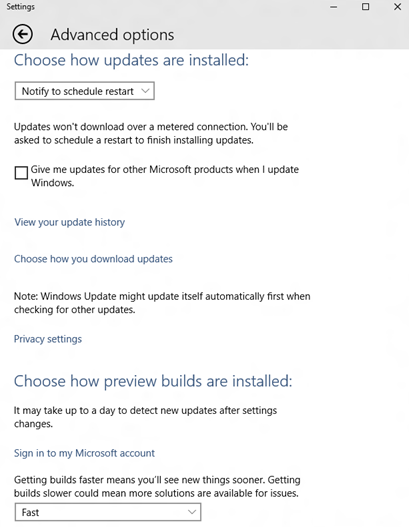 Settings
Advanced options
Choose how updates are installed:
Notify to schedule restart
Updates won't download over a metered connection. You'll be
asked to schedule a restart to finish installing updates.
Give me updates for other Microsoft products when I update
Windows.
View your update history
Choose how you download updates
Note: Windows Update might update itself automatically first when
checking for other updates.
Privacy settings
Choose how preview builds are installed:
It may take up to a day to detect new updates after settings
changes.
Sign in to my Microsoft account
Getting builds faster means you'll see new things sooner. Getting
builds slower could mean more solutions are available for issues.
Fast